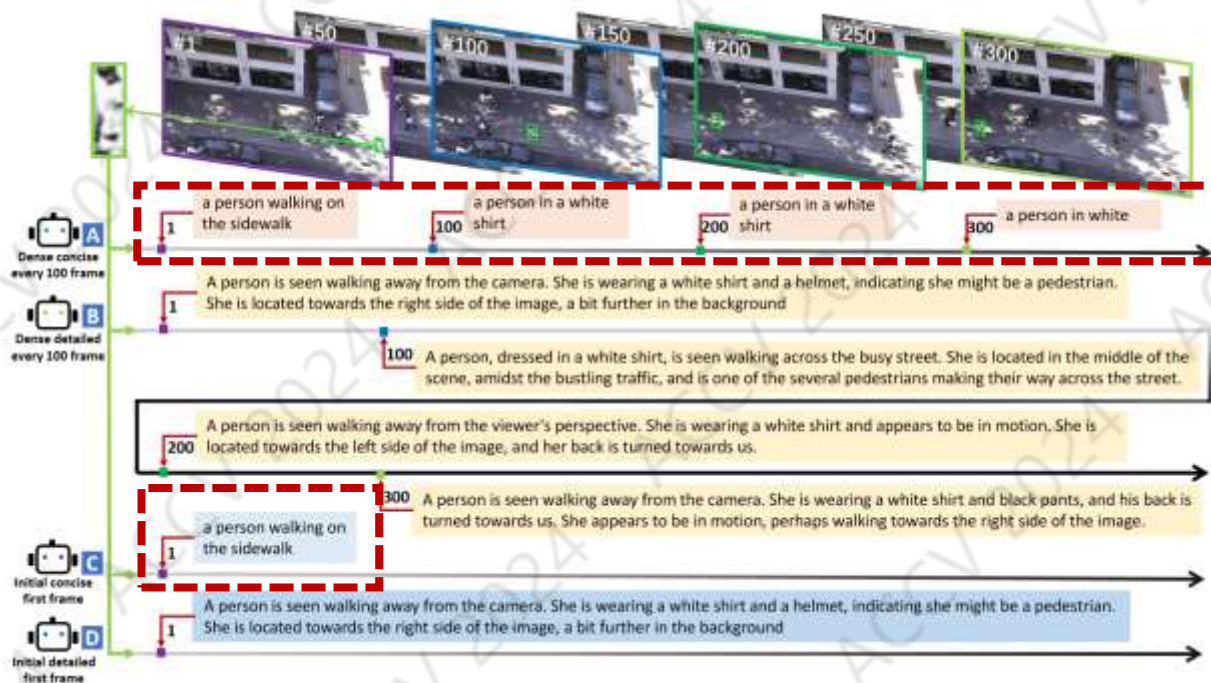 #1
#50
#100
#150
#200
#250
#300
a person walking on
the sidewalk
1
a person in a white
shirt
100
a person in a white
shirt
200
a person in white
300
A
Dense concise
every 100 frame
A person is seen walking away from the camera. She is wearing a white shirt and a helmet, indicating she might be a pedestrian.
She is located towards the right side of the image, a bit further in the background
1
B
Dense detailed
every 100 frame
100
A person, dressed in a white shirt, is seen walking across the busy street. She is located in the middle of the
scene, amidst the bustling traffic, and is one of the several pedestrians making their way across the street.
A person is seen walking away from the viewer's perspective. She is wearing a white shirt and appears to be in motion. She is
located towards the left side of the image, and her back is turned towards us.
200
300
A person is seen walking away from the camera. She is wearing a white shirt and black pants, and his back is
turned towards us. She appears to be in motion, perhaps walking towards the right side of the image.
a person walking on
the sidewalk
1
C
Initial concise
first frame
A person is seen walking away from the camera. She is wearing a white shirt and a helmet, indicating she might be a pedestrian.
She is located towards the right side of the image, a bit further in the background
1
D
Initial detailed
first frame
ACCV 2024
ACCV 2024
ACCV 2024
ACCV 2024
ACCV 2024